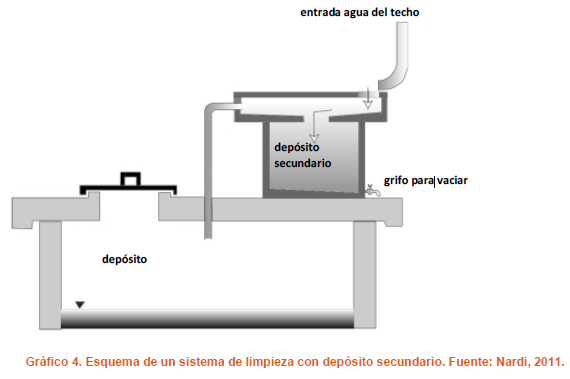 entrada agua del techo
depósito
secundario
grifo para vaciar
depósito
Gráfico 4. Esquema de un sistema de limpieza con depósito secundario. Fuente: Nardi, 2011.